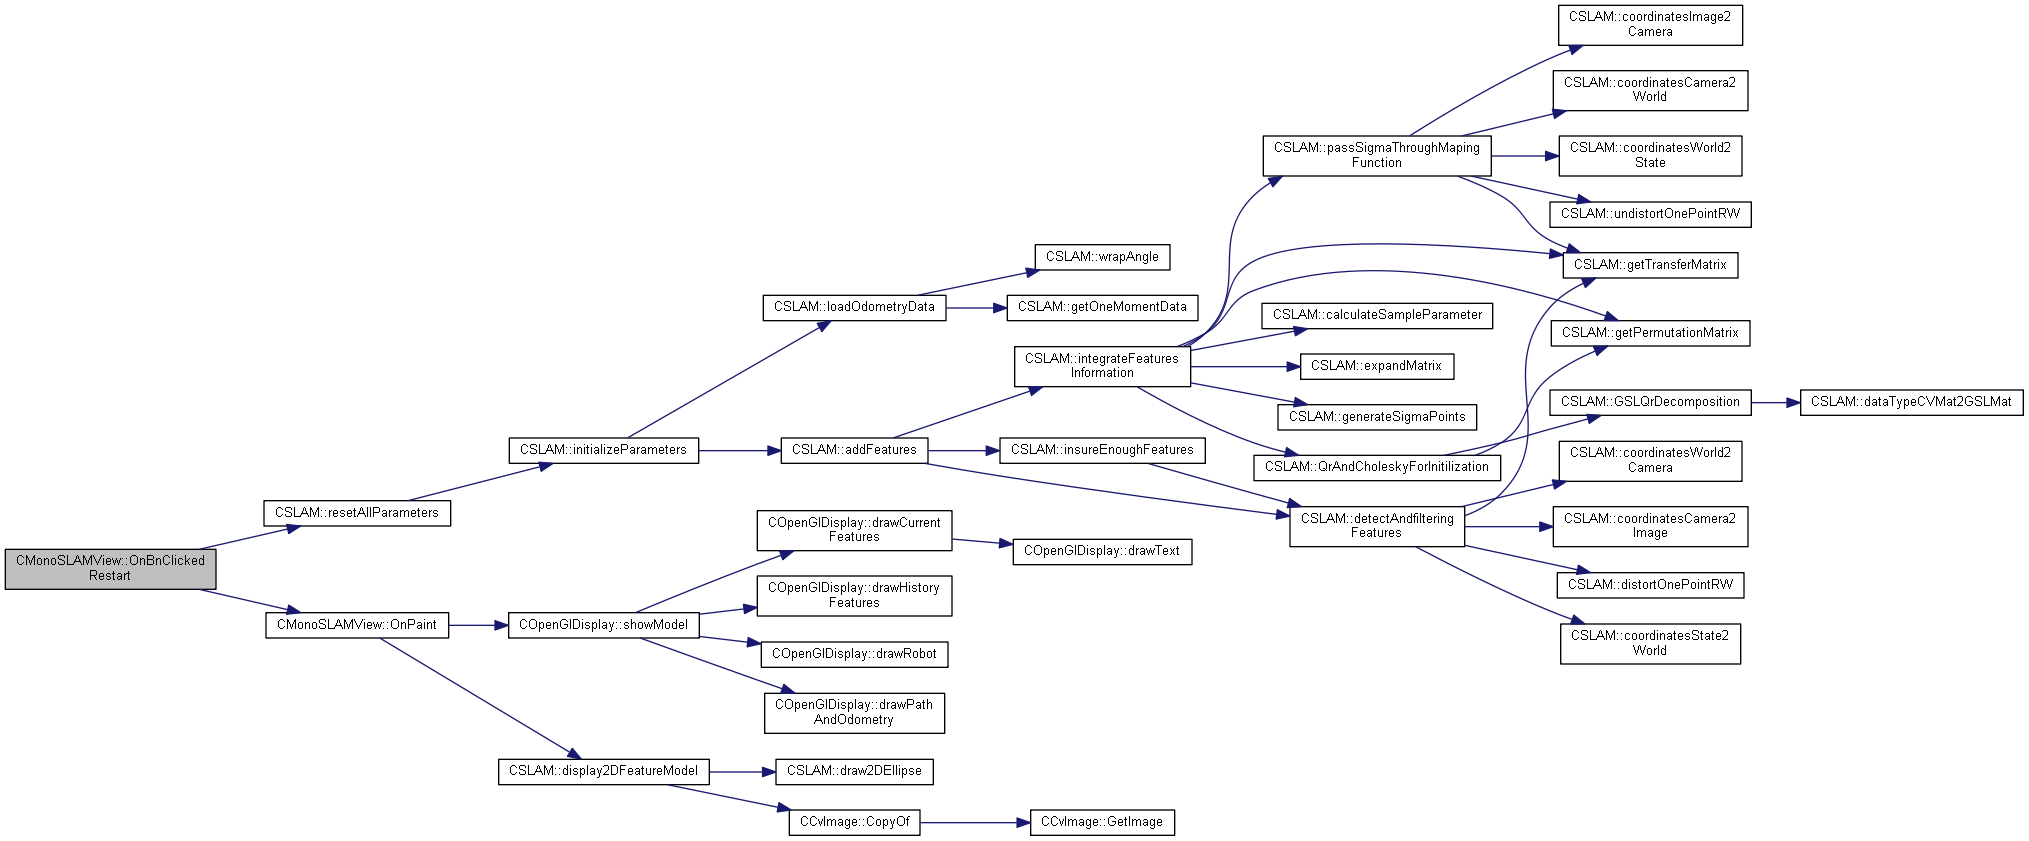 CSLAM::coordinatesImage2
Camera
CSLAM::coordinatesCamera2
World
CSLAM::passSigmaThroughMaping
Function
CSLAM::coordinatesWorld2
State
CSLAM::undistortOnePointRW
CSLAM::wrapAngle
CSLAM::getTransferMatrix
CSLAM::loadOdometryData
CSLAM::getOneMomentData
CSLAM::calculateSampleParameter
CSLAM::getPermutationMatrix
CSLAM::integrateFeatures
Information
CSLAM::expandMatrix
CSLAM::generateSigmaPoints
CSLAM::GSLQrDecomposition
CSLAM::dataTypeCVMat2GSLMat
CSLAM::initializeParameters
CSLAM::addFeatures
CSLAM::insureEnoughFeatures
CSLAM::QrAndCholeskyForInitilization
CSLAM::coordinatesWorld2
Camera
CSLAM::resetAllParameters
CSLAM::detectAndfiltering
Features
CSLAM::coordinatesCamera2
Image
COpenGlDisplay::drawCurrent
Features
COpenGlDisplay::drawText
CMonoSLAMView::OnBnClicked
Restart
CSLAM::distortOnePointRW
COpenGlDisplay::drawHistory
Features
CMonoSLAMView::OnPaint
COpenGlDisplay::showModel
CSLAM::coordinatesState2
World
COpenGlDisplay::drawRobot
COpenGlDisplay::drawPath
AndOdometry
CSLAM::display2DFeatureModel
CSLAM::draw2DEllipse
CCvImage::CopyOf
CCvImage::GetImage